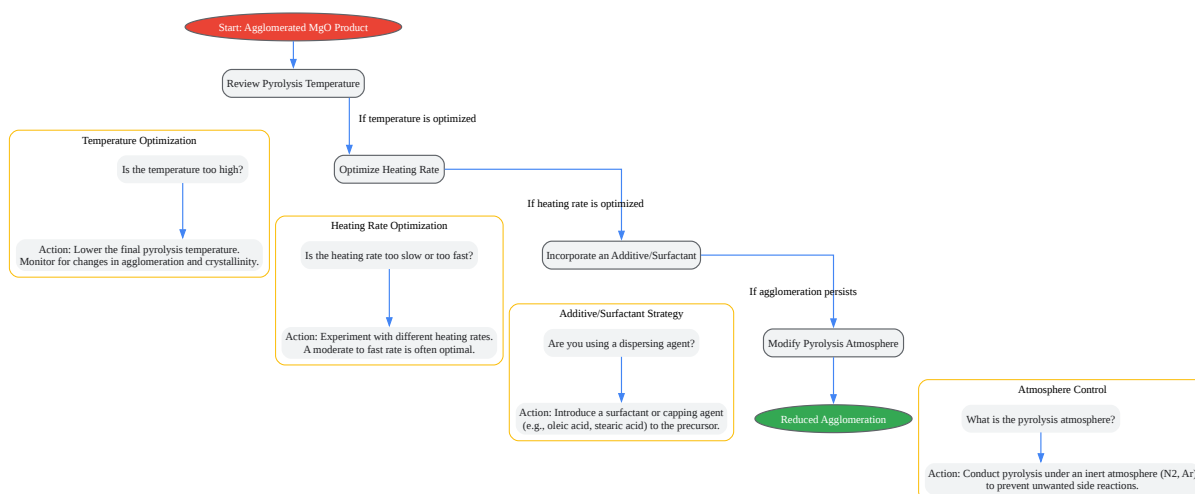 Start: Agglomerated MgO Product
Review Pyrolysis Temperature
If temperature is optimized
Temperature Optimization
Is the temperature too high?
Action: Lower the final pyrolysis temperature.
Monitor for changes in agglomeration and crystallinity.
Optimize Heating Rate
If heating rate is optimized
Heating Rate Optimization
Is the heating rate too slow or too fast?
Action: Experiment with different heating rates.
A moderate to fast rate is often optimal.
Incorporate an Additive/Surfactant
If agglomeration persists
Additive/Surfactant Strategy
Are you using a dispersing agent?
Action: Introduce a surfactant or capping agent
(e.g., oleic acid, stearic acid) to the precursor.
Modify Pyrolysis Atmosphere
Reduced Agglomeration
Atmosphere Control
What is the pyrolysis atmosphere?
Action: Conduct pyrolysis under an inert atmosphere (N2, Ar)
to prevent unwanted side reactions.